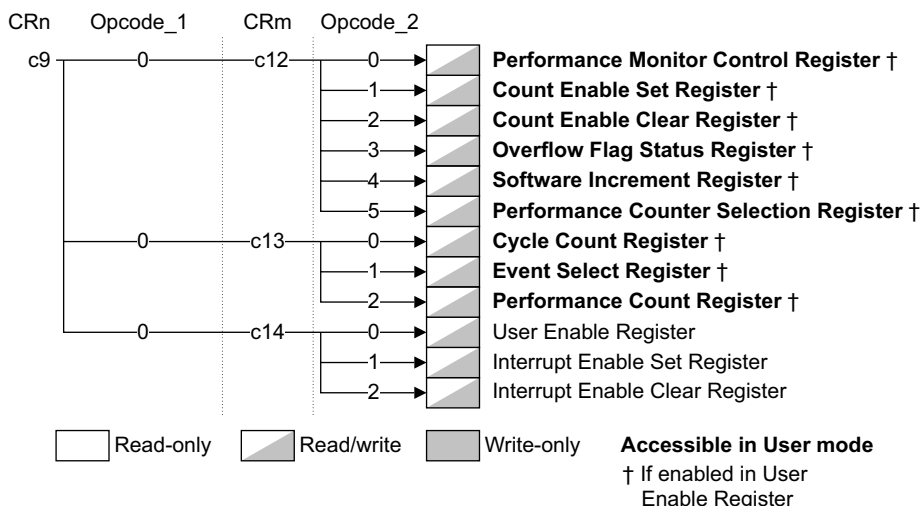 CRn Opcode_1 CRm Opcode_2
c9 0 c12 0 Performance Monitor Control Register †
1 Count Enable Set Register †
2 Count Enable Clear Register †
3 Overflow Flag Status Register †
4 Software Increment Register †
5 Performance Counter Selection Register †
0 c13 0 Cycle Count Register †
1 Event Select Register †
2 Performance Count Register †
0 c14 0 User Enable Register
1 Interrupt Enable Set Register
2 Interrupt Enable Clear Register
Read-only Read/write Write-only Accessible in User mode
† If enabled in User
Enable Register